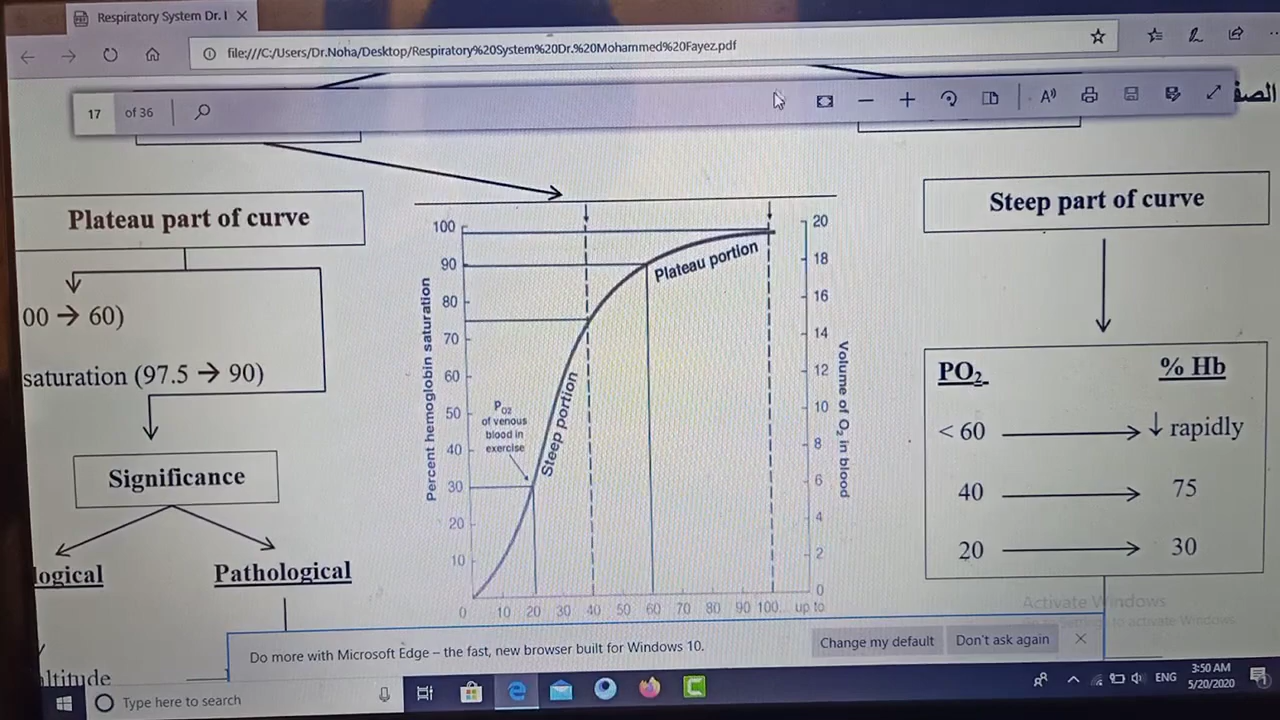 Respiratory System Dr. I
file:///C:/Users/Dr.Noha/Desktop/Respiratory%20System%20Dr.%20Mohammed%20Fayez.pdf
17 of 36
الصف
Plateau part of curve
00 → 60)
saturation (97.5 → 90)
Significance
logical
Pathological
ltitude
Percent hemoglobin saturation
100
90
80
70
60
50
40
30
20
10
0 10 20 30 40 50 60 70 80 90 100 up to
PO2
of venous
blood in
exercise
Steep portion
Plateau portion
20
18
16
14
12
10
8
6
4
2
0
Volume of O2 in blood
Steep part of curve
PO2 % Hb
< 60 → ↓ rapidly
40 → 75
20 → 30
Activate Windows
Go to Settings to activate Windows.
Do more with Microsoft Edge – the fast, new browser built for Windows 10.
Change my default
Don't ask again
Type here to search
ENG
3:50 AM
5/20/2020